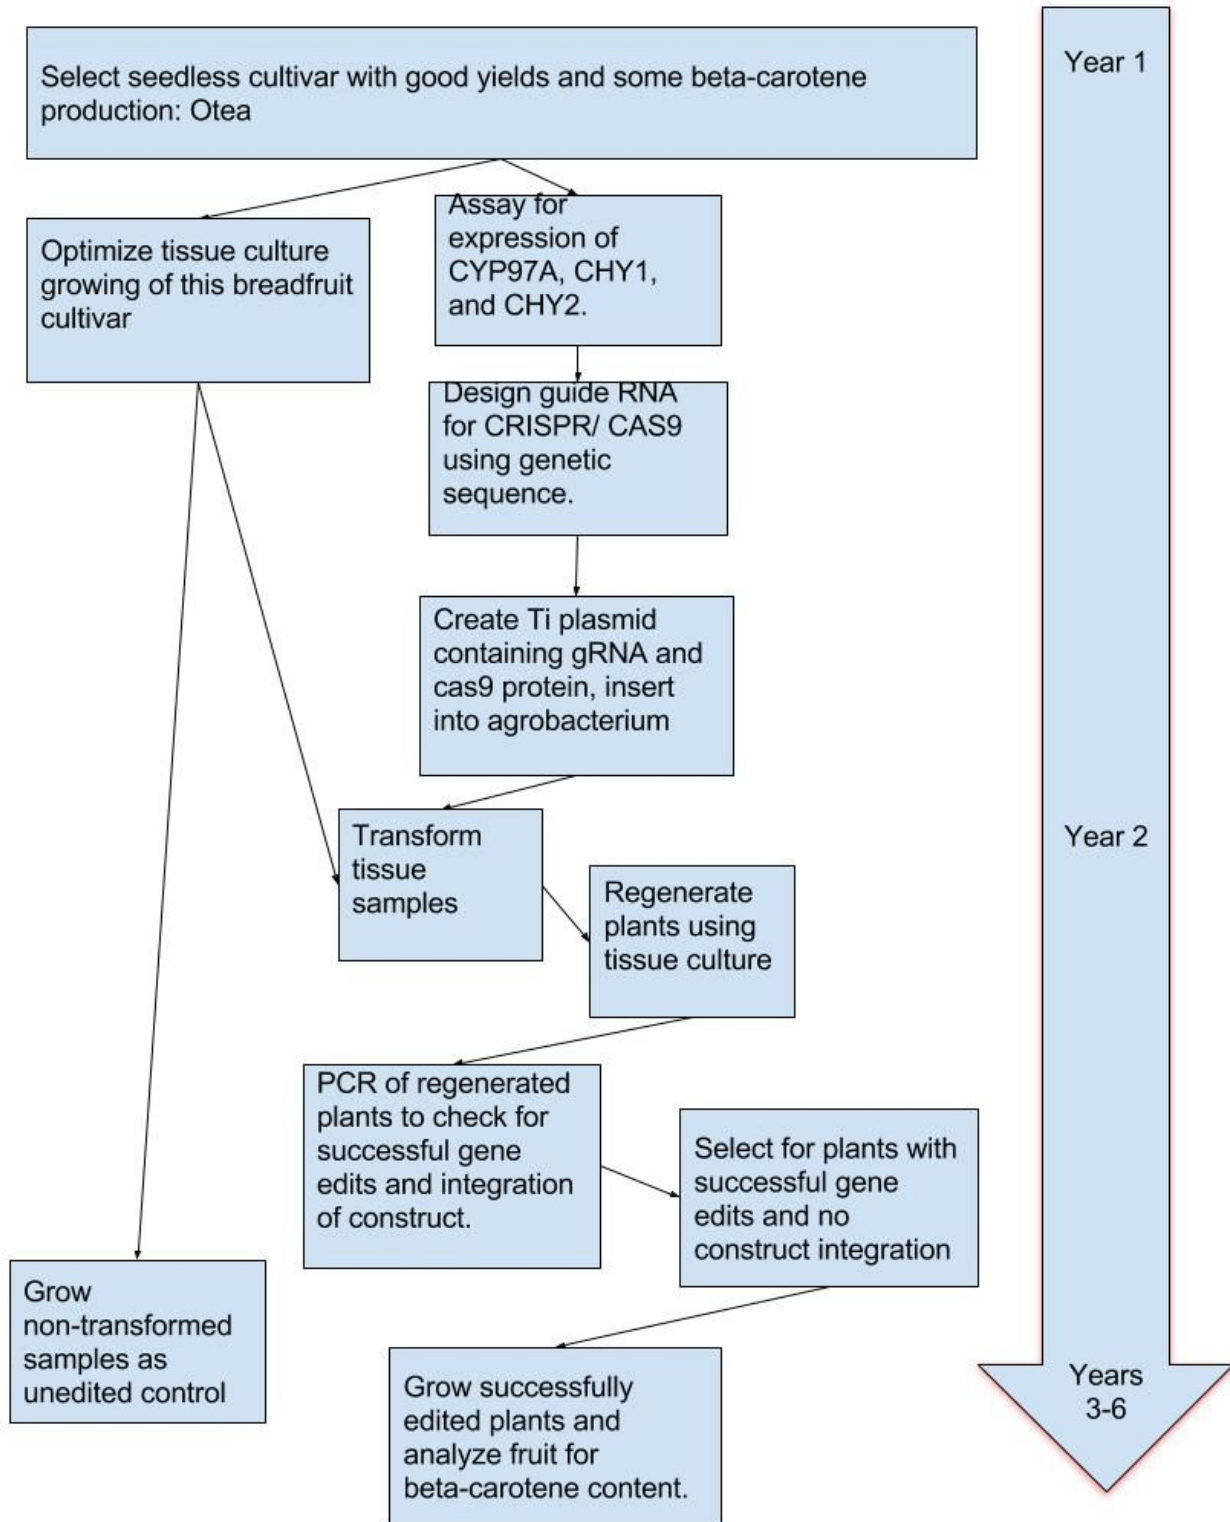 Year 1
Select seedless cultivar with good yields and some beta-carotene
production: Otea
Optimize tissue culture
growing of this breadfruit
cultivar
Assay for
expression of
CYP97A, CHY1,
and CHY2.
Design guide RNA
for CRISPR/ CAS9
using genetic
sequence.
Create Ti plasmid
containing gRNA and
cas9 protein, insert
into agrobacterium
Transform
tissue
samples
Year 2
Regenerate
plants using
tissue culture
PCR of regenerated
plants to check for
successful gene
edits and integration
of construct.
Select for plants with
successful gene
edits and no
construct integration
Grow
non-transformed
samples as
unedited control
Grow successfully
edited plants and
analyze fruit for
beta-carotene content.
Years
3-6